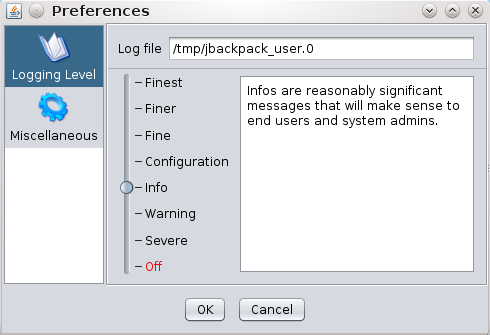 Preferences
Logging Level
Miscellaneous
Log file /tmp/jbackpack_user.0
Finest
Finer
Fine
Configuration
Info
Warning
Severe
Off
Infos are reasonably significant
messages that will make sense to
end users and system admins.
OK Cancel